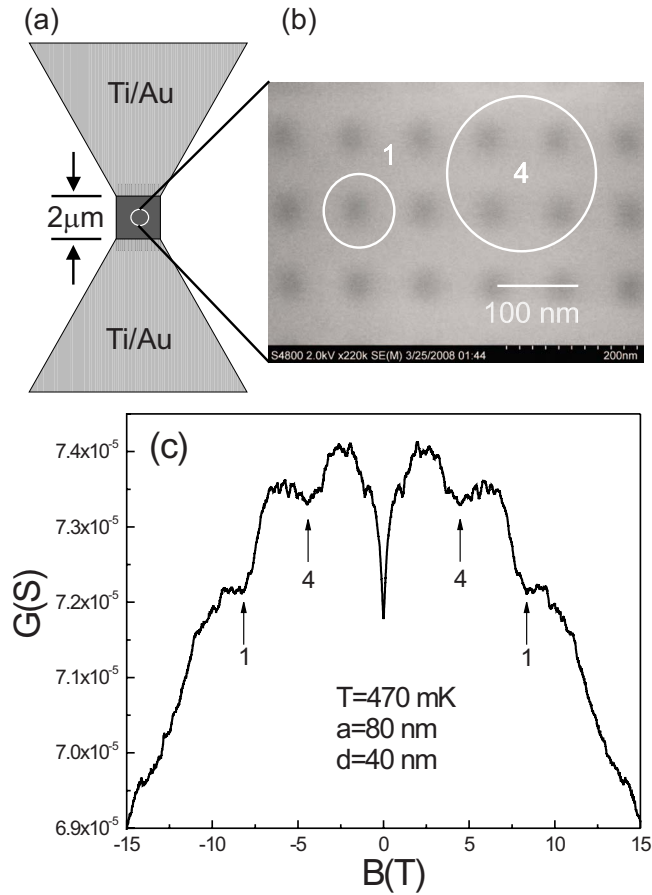 (a)
Ti/Au
2μm
Ti/Au
(b)
1
4
100 nm
S4800 2.0kV x220k SE(M) 3/25/2008 01:44
200nm
(c)
G(S)
7.4x10⁻⁵
7.3x10⁻⁵
7.2x10⁻⁵
7.1x10⁻⁵
7.0x10⁻⁵
6.9x10⁻⁵
4
4
1
1
T=470 mK
a=80 nm
d=40 nm
-15
-10
-5
0
5
10
15
B(T)